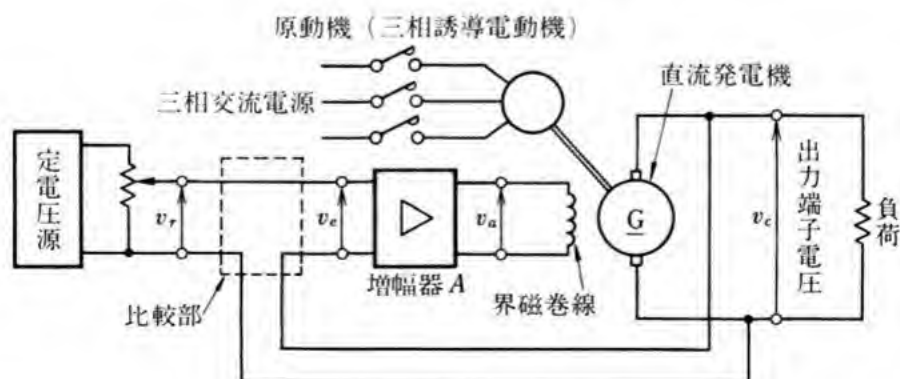 原動機（三相誘導電動機）
三相交流電源
直流発電機
定電圧源
v_r
v_e
増幅器 A
v_a
界磁巻線
G
v_c
出力端子電圧
負荷
比較部